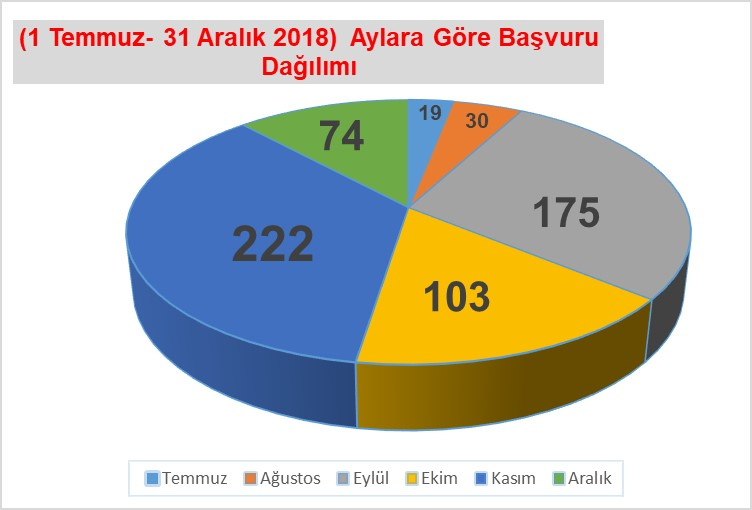 (1 Temmuz- 31 Aralık 2018)  Aylara Göre Başvuru
Dağılımı
19
30
74
175
222
103
Temmuz Ağustos Eylül Ekim Kasım Aralık